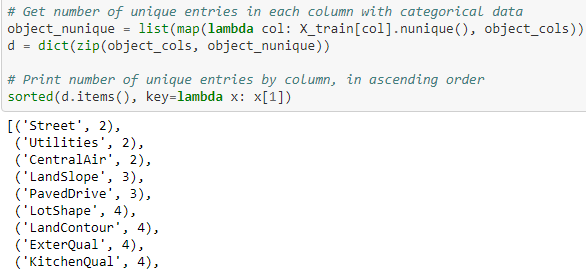 # Get number of unique entries in each column with categorical data
object_nunique = list(map(lambda col: X_train[col].nunique(), object_cols))
d = dict(zip(object_cols, object_nunique))
# Print number of unique entries by column, in ascending order
sorted(d.items(), key=lambda x: x[1])
[('Street', 2),
('Utilities', 2),
('CentralAir', 2),
('LandSlope', 3),
('PavedDrive', 3),
('LotShape', 4),
('LandContour', 4),
('ExterQual', 4),
('KitchenQual', 4),